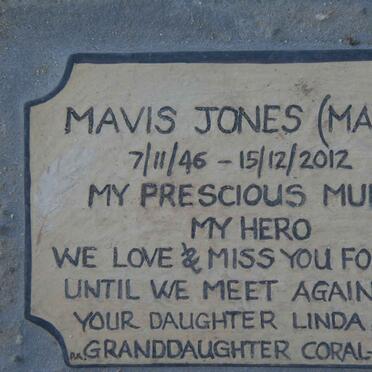 MAVIS JONES (MA
7/11/46 - 15/12/2012
MY PRESCIOUS MU
MY HERO
WE LOVE & MISS YOU FO
UNTIL WE MEET AGAIN
YOUR DAUGHTER LINDA
GRANDDAUGHTER CORAL